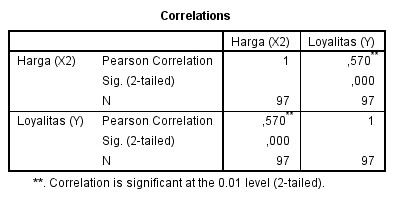 Correlations
Harga (X2) Loyalitas (Y)
Harga (X2) Pearson Correlation 1 ,570**
Sig. (2-tailed) ,000
N 97 97
Loyalitas (Y) Pearson Correlation ,570** 1
Sig. (2-tailed) ,000
N 97 97
**. Correlation is significant at the 0.01 level (2-tailed).